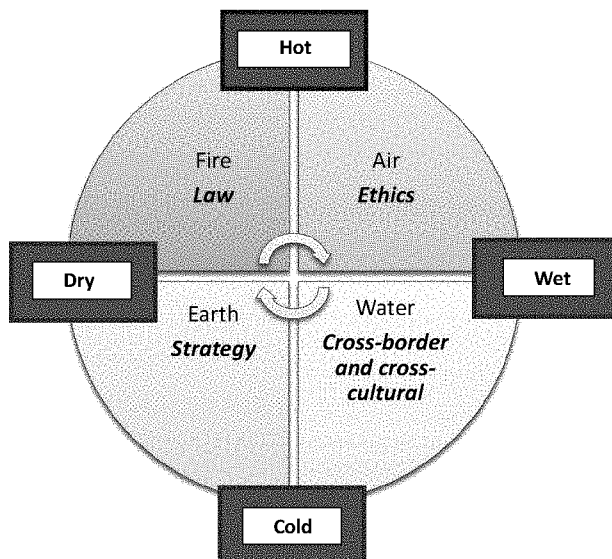 Hot
Fire
Law
Air
Ethics
Dry
Wet
Earth
Strategy
Water
Cross-border
and cross-
cultural
Cold